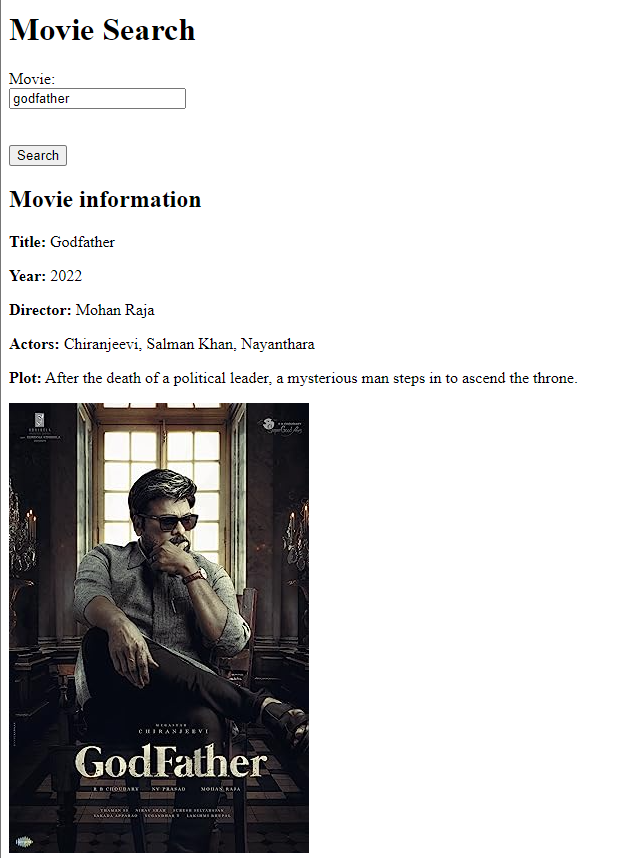 Movie Search
Movie:
godfather
Search
Movie information
Title: Godfather
Year: 2022
Director: Mohan Raja
Actors: Chiranjeevi, Salman Khan, Nayanthara
Plot: After the death of a political leader, a mysterious man steps in to ascend the throne.
MEGASTAR
CHIRANJEEVI
GODFATHER
R B CHOUDARY NV PRASAD MOHAN RAJA